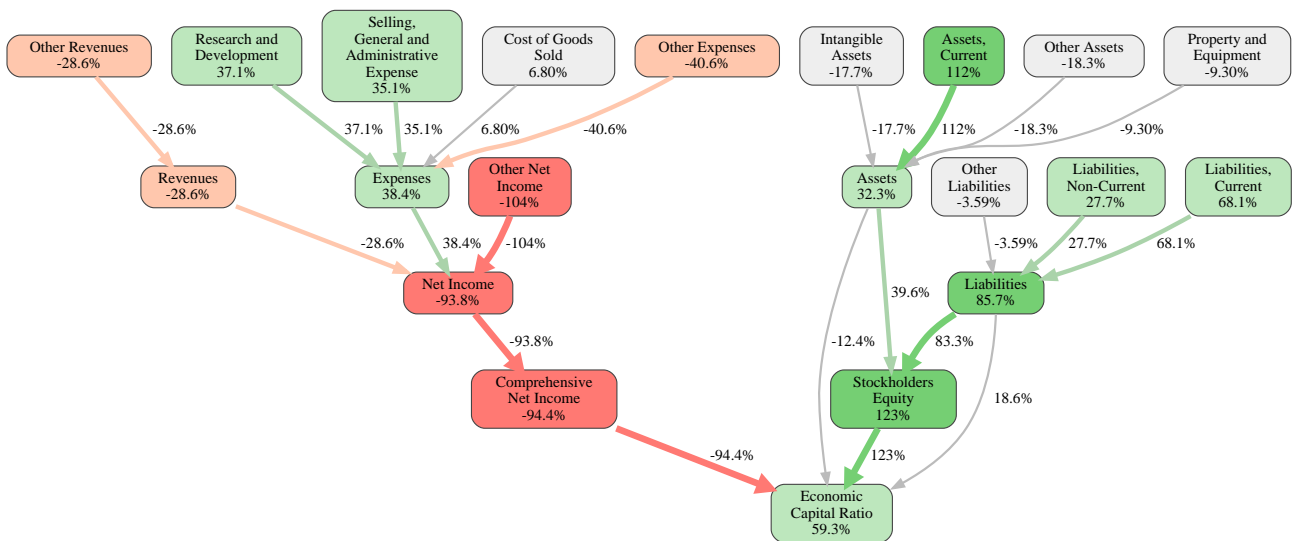 Other Revenues
-28.6%
Research and
Development
37.1%
Selling,
General and
Administrative
Expense
35.1%
Cost of Goods
Sold
6.80%
Other Expenses
-40.6%
Intangible
Assets
-17.7%
Assets,
Current
112%
Other Assets
-18.3%
Property and
Equipment
-9.30%
-28.6%
37.1%
35.1%
6.80%
-40.6%
-17.7%
112%
-18.3%
-9.30%
Revenues
-28.6%
Expenses
38.4%
Other Net
Income
-104%
Assets
32.3%
Other
Liabilities
-3.59%
Liabilities,
Non-Current
27.7%
Liabilities,
Current
68.1%
-28.6%
38.4%
-104%
-3.59%
27.7%
68.1%
Net Income
-93.8%
39.6%
Liabilities
85.7%
-93.8%
-12.4%
83.3%
Comprehensive
Net Income
-94.4%
Stockholders
Equity
123%
18.6%
-94.4%
123%
Economic
Capital Ratio
59.3%